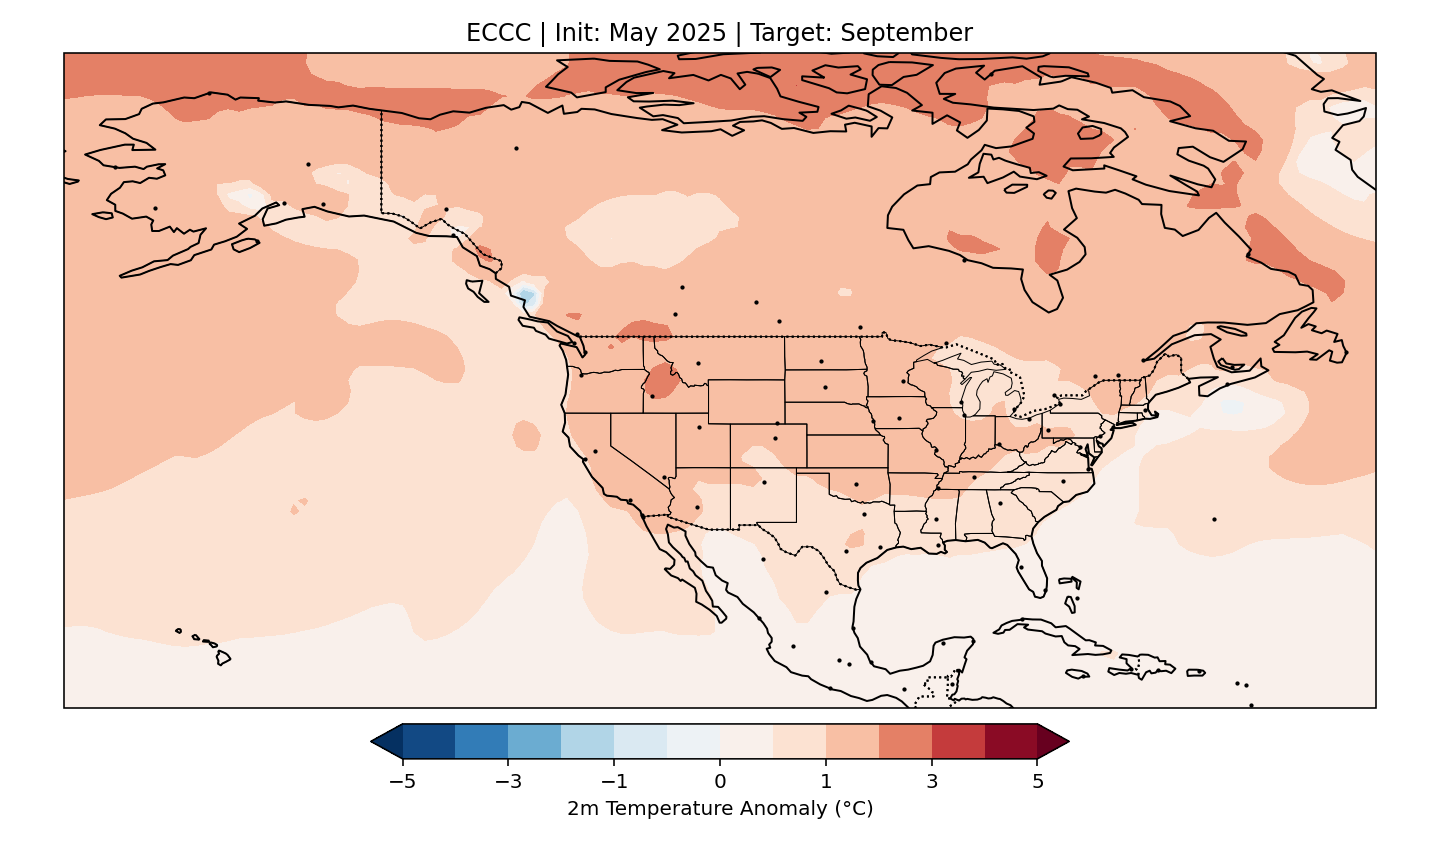 ECCC | Init: May 2025 | Target: September
−5 −3 −1 0 1 3 5
2m Temperature Anomaly (°C)